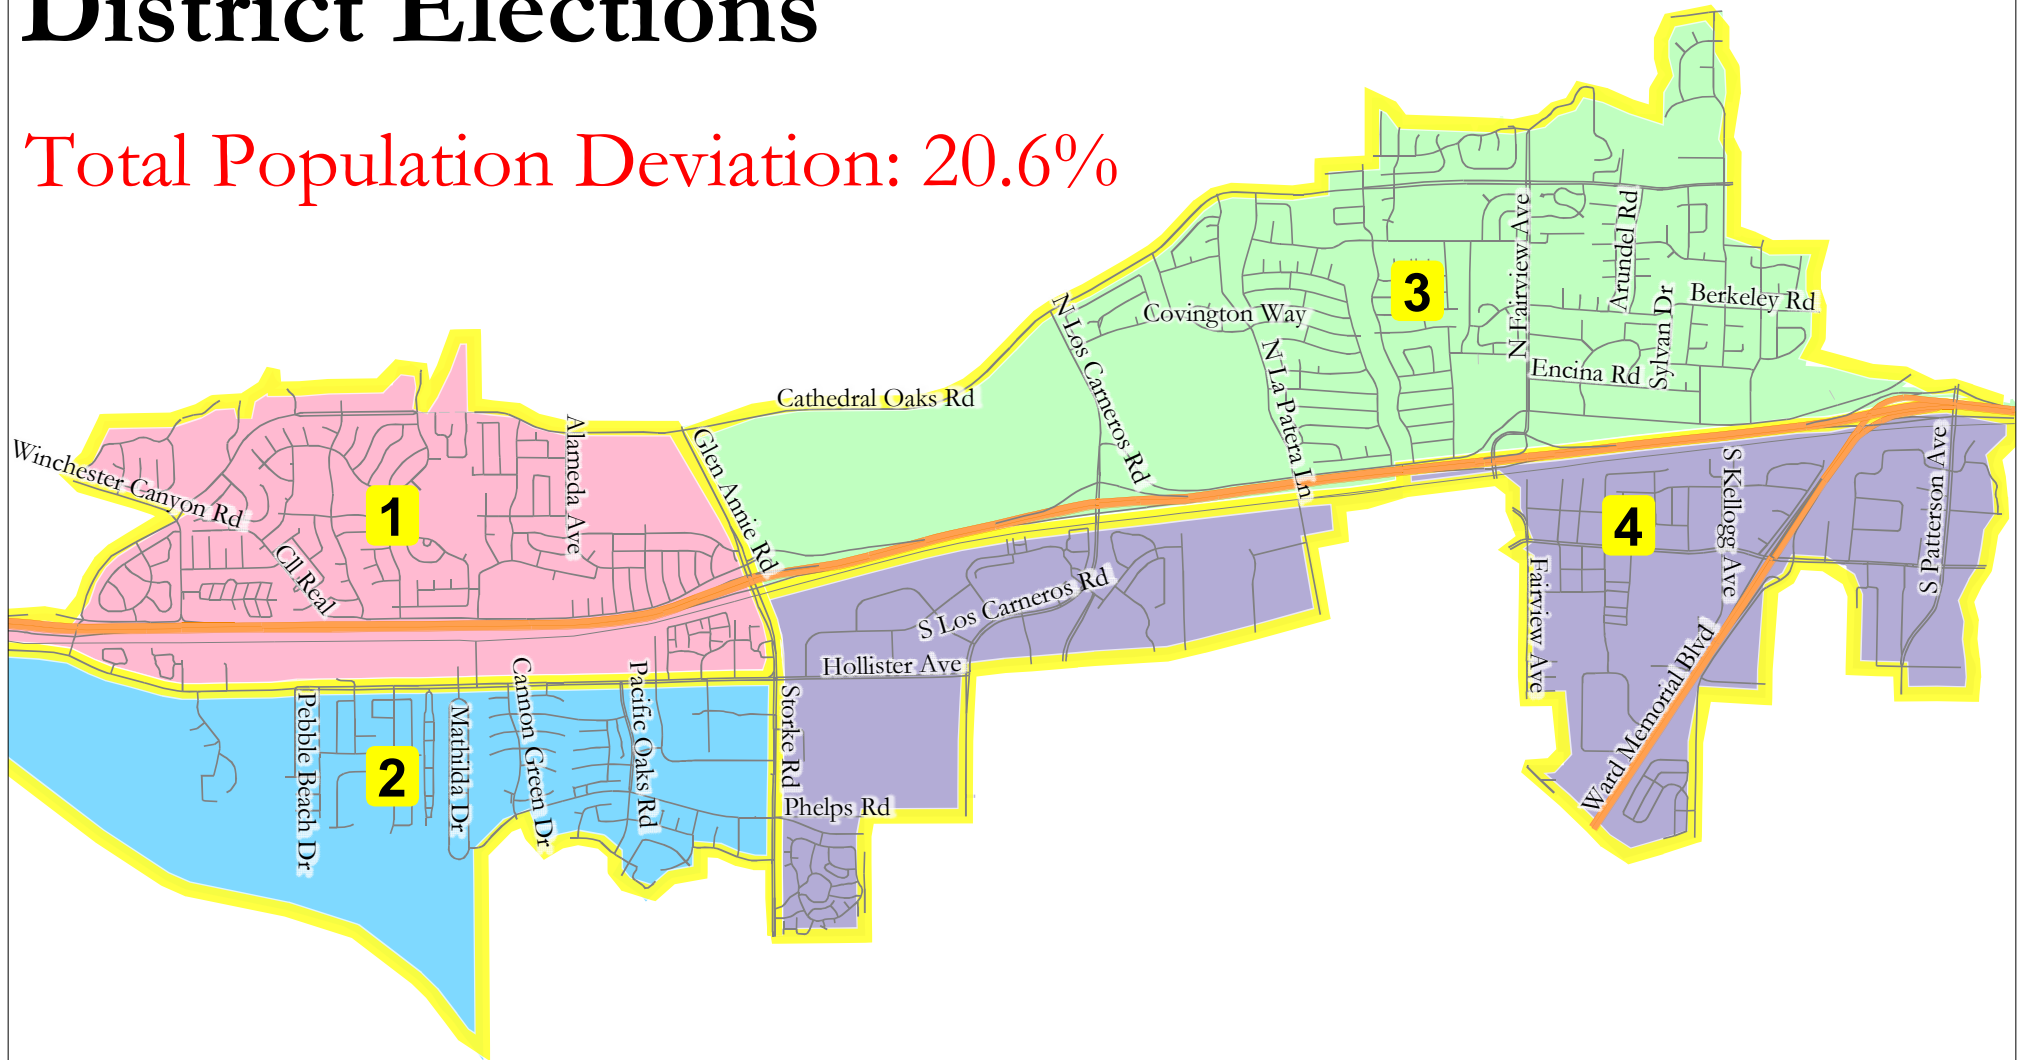 District Elections
Total Population Deviation: 20.6%
N Fairview Ave
Arundel Rd
3
Berkeley Rd
Sylvan Dr
Covington Way
N Los Carneros Rd
N La Patera Ln
Encina Rd
Cathedral Oaks Rd
Winchester Canyon Rd
1
Alameda Ave
Glen Annie Rd
Cll Real
4
S Kellogg Ave
S Patterson Ave
Fairview Ave
S Los Carneros Rd
Hollister Ave
Ward Memorial Blvd
Pebble Beach Dr
2
Mathilda Dr
Cannon Green Dr
Pacific Oaks Rd
Storke Rd
Phelps Rd